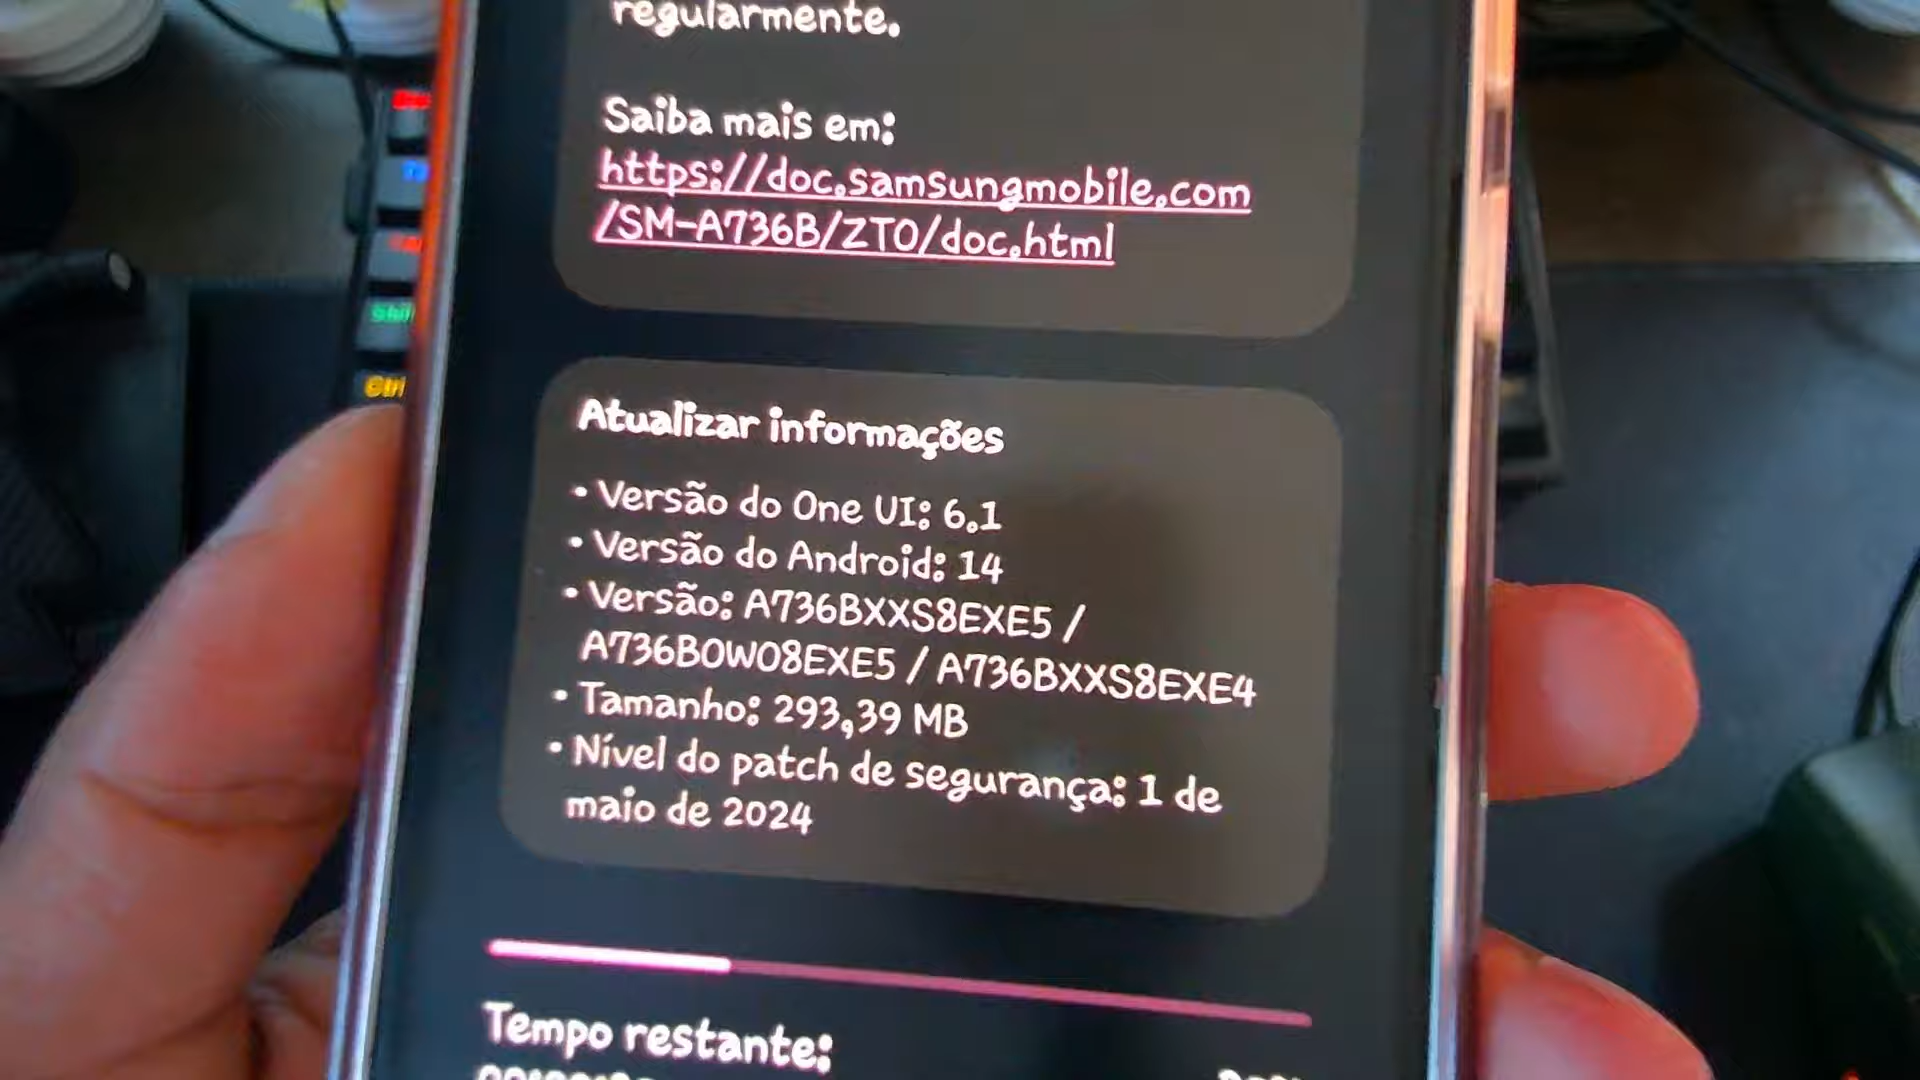 regularmente.
Saiba mais em:
https://doc.samsungmobile.com
/SM-A736B/ZTO/doc.html
Atualizar informações
• Versão do One UI: 6.1
• Versão do Android: 14
• Versão: A736BXXS8EXE5 /
A736BOWO8EXE5 / A736BXXS8EXE4
• Tamanho: 293,39 MB
• Nível do patch de segurança: 1 de
maio de 2024
Tempo restante:
Ctrl